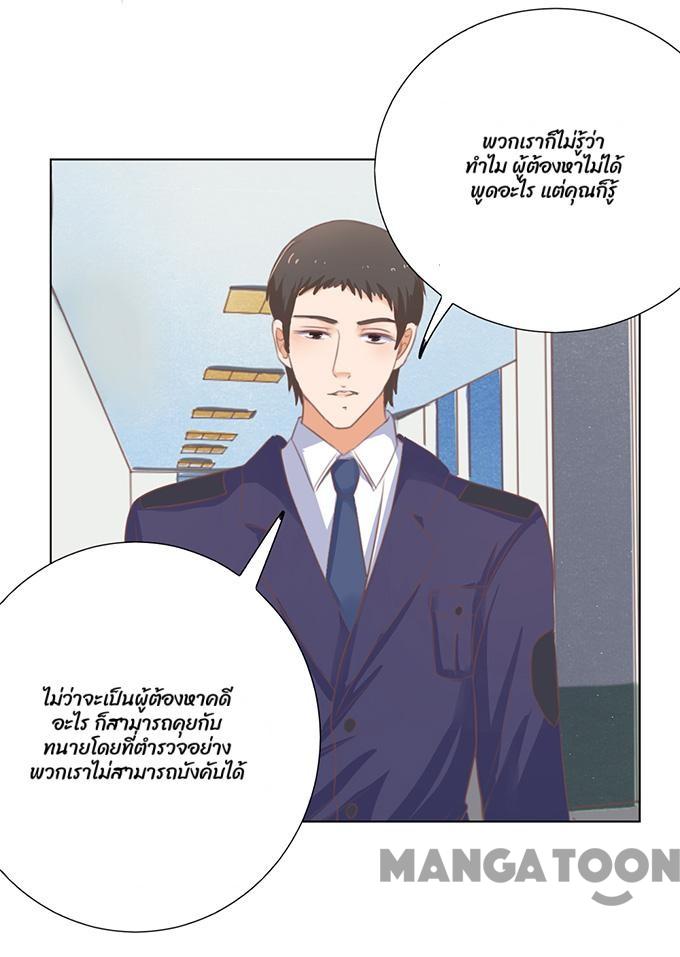 พวกเราก็ไม่รู้ว่า
ทำไม ผู้ต้องหาไม่ได้
พูดอะไร แต่คุณก็รู้
ไม่ว่าจะเป็นผู้ต้องหาคดี
อะไร ก็สามารถคุยกับ
ทนายโดยที่ตำรวจอย่าง
พวกเราไม่สามารถบังคับได้
MANGATOON